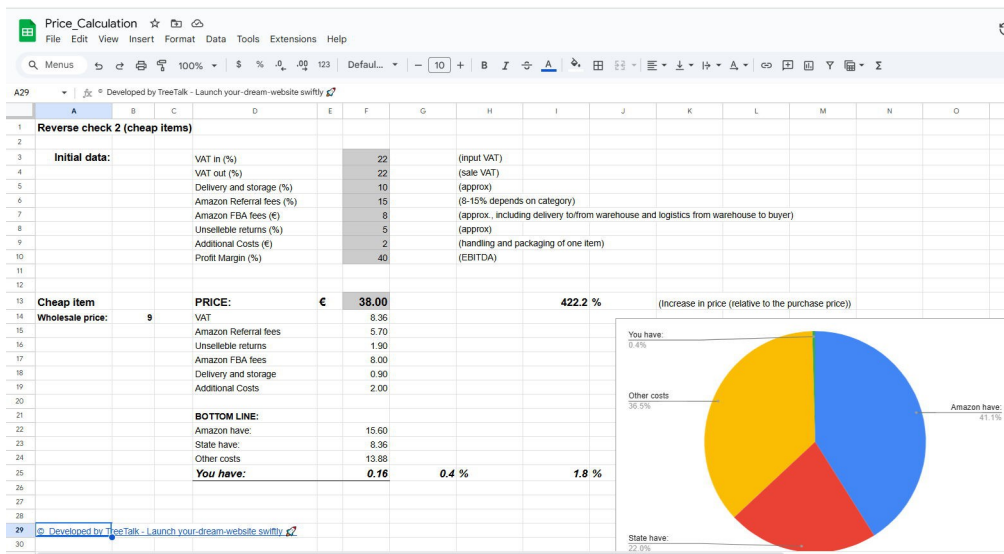 Price_Calculation
File Edit View Insert Format Data Tools Extensions Help
Menus 100% $ % .0 .00 123 Defaul... − 10 + B I A
A29 fx © Developed by TreeTalk - Launch your-dream-website swiftly 🚀
A B C D E F G H I J K L M N O
1 Reverse check 2 (cheap items)
2
3 Initial data: VAT in (%) 22 (input VAT)
4 VAT out (%) 22 (sale VAT)
5 Delivery and storage (%) 10 (approx)
6 Amazon Referral fees (%) 15 (8-15% depends on category)
7 Amazon FBA fees (€) 8 (approx., including delivery to/from warehouse and logistics from warehouse to buyer)
8 Unselleble returns (%) 5 (approx)
9 Additional Costs (€) 2 (handling and packaging of one item)
10 Profit Margin (%) 40 (EBITDA)
11
12
13 Cheap item PRICE: € 38.00 422.2 % (Increase in price (relative to the purchase price))
14 Wholesale price: 9 VAT 8.36
15 Amazon Referral fees 5.70
16 Unselleble returns 1.90
17 Amazon FBA fees 8.00
18 Delivery and storage 0.90
19 Additional Costs 2.00
20
21 BOTTOM LINE:
22 Amazon have: 15.60
23 State have: 8.36
24 Other costs 13.88
25 You have: 0.16 0.4 % 1.8 %
26
27
28
29 © Developed by TreeTalk - Launch your-dream-website swiftly 🚀
30
You have:
0.4%
Other costs
36.5%
Amazon have:
41.1%
State have:
22.0%